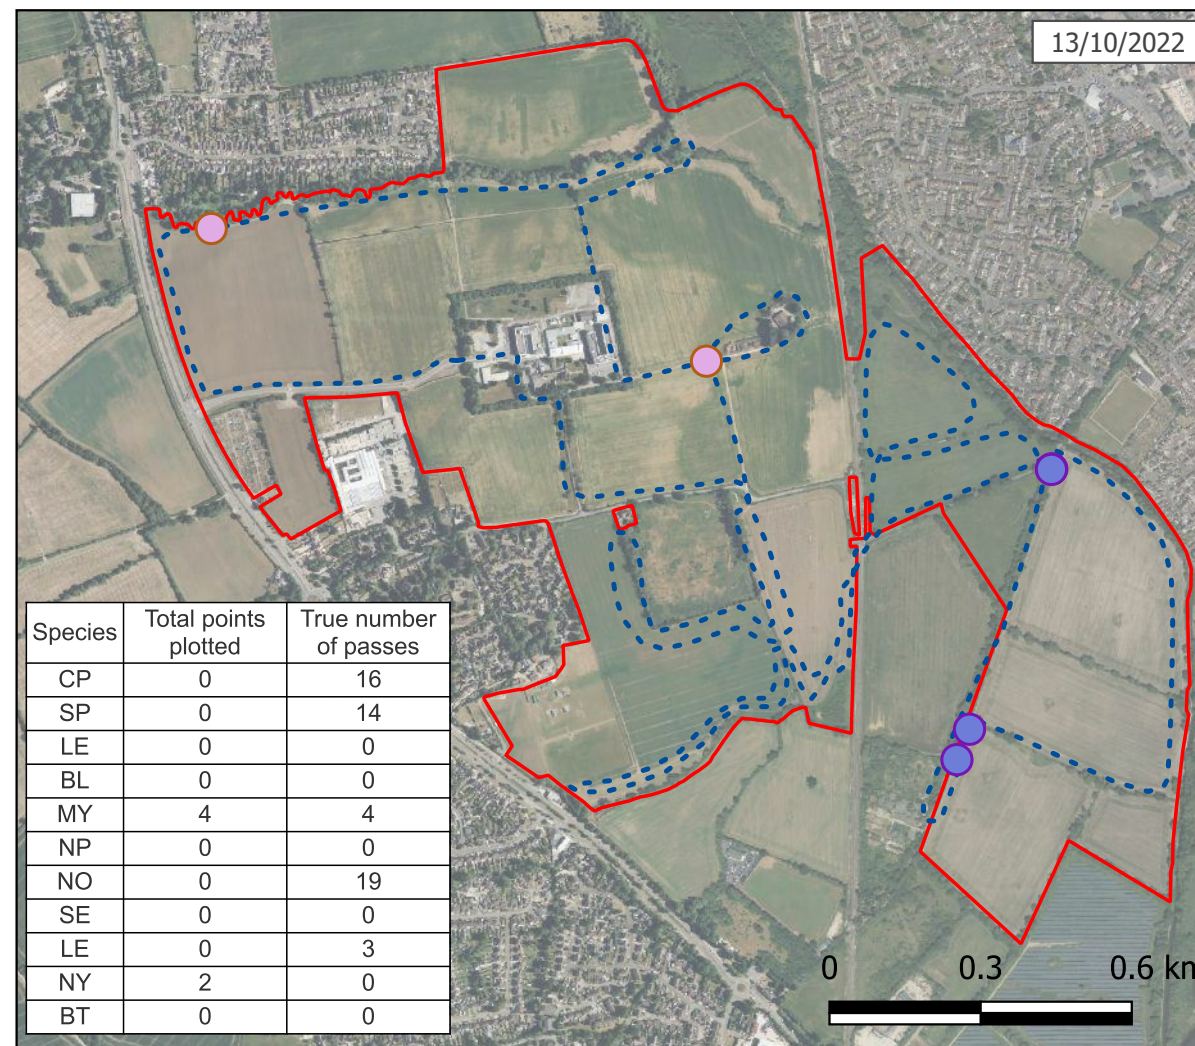 13/10/2022
Species Total points plotted True number of passes
CP 0 16
SP 0 14
LE 0 0
BL 0 0
MY 4 4
NP 0 0
NO 0 19
SE 0 0
LE 0 3
NY 2 0
BT 0 0
0 0.3 0.6 km